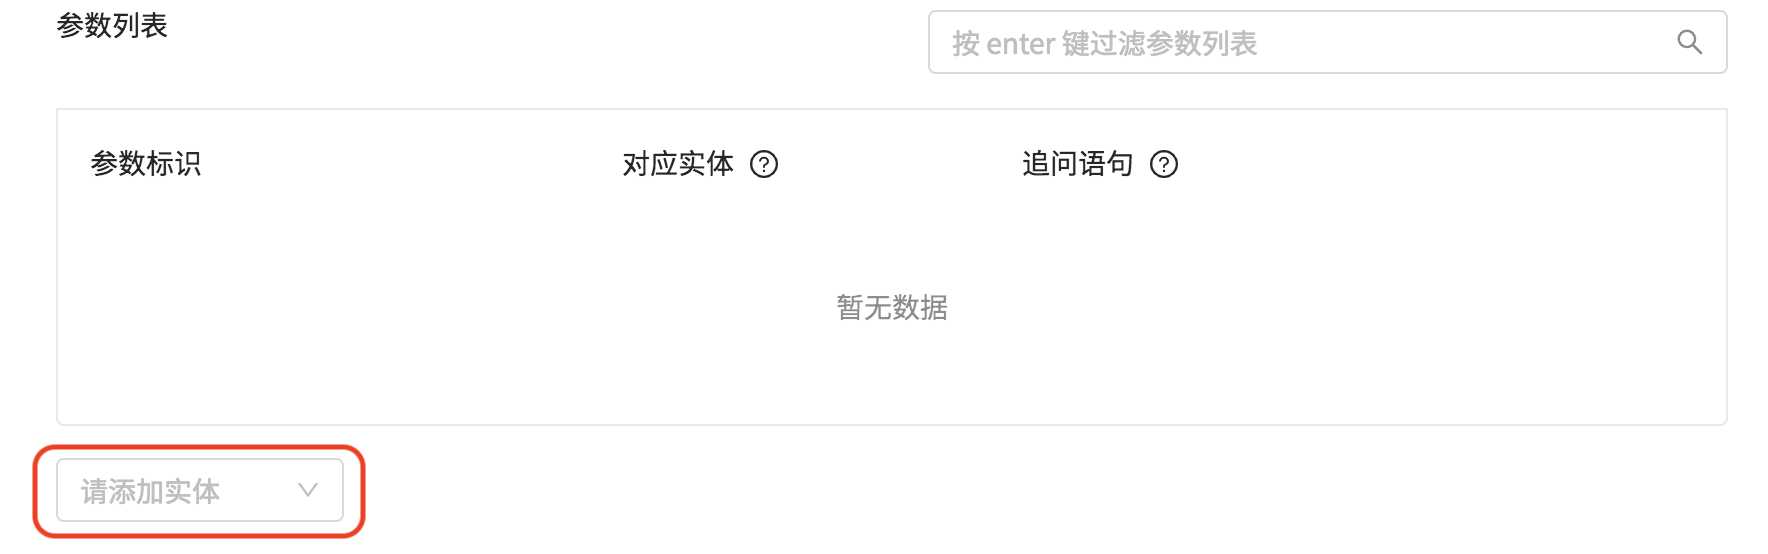 参数列表
按 enter 键过滤参数列表
参数标识 对应实体 追问语句
暂无数据
请添加实体